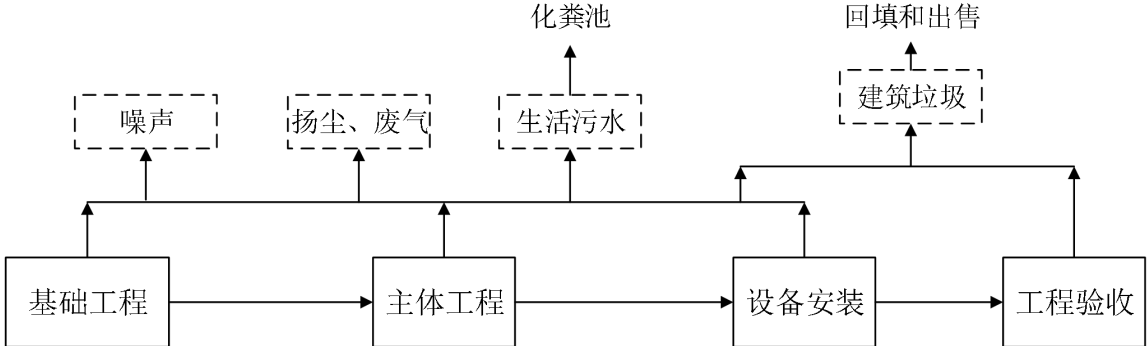 化粪池
回填和出售
噪声
扬尘、废气
生活污水
建筑垃圾
基础工程
主体工程
设备安装
工程验收